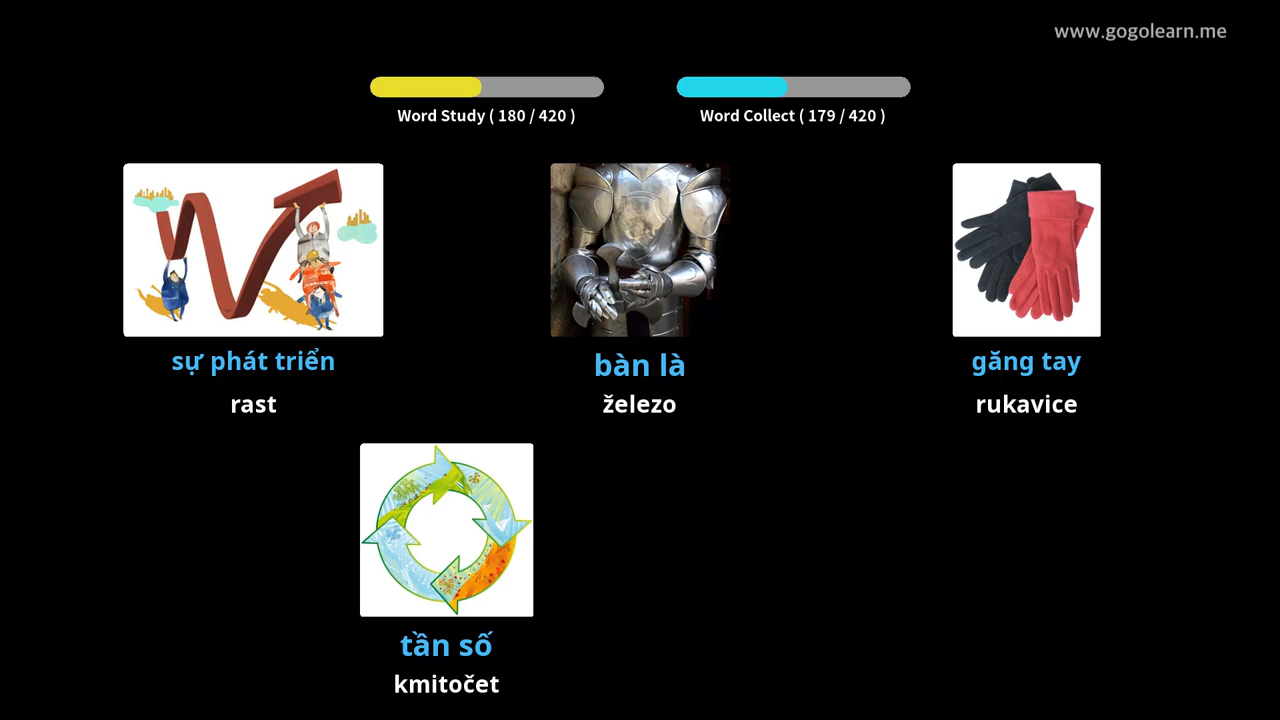 www.gogolearn.me
Word Study ( 180 / 420 )
Word Collect ( 179 / 420 )
sự phát triển
bàn là
găng tay
rast
železo
rukavice
tần số
kmitočet